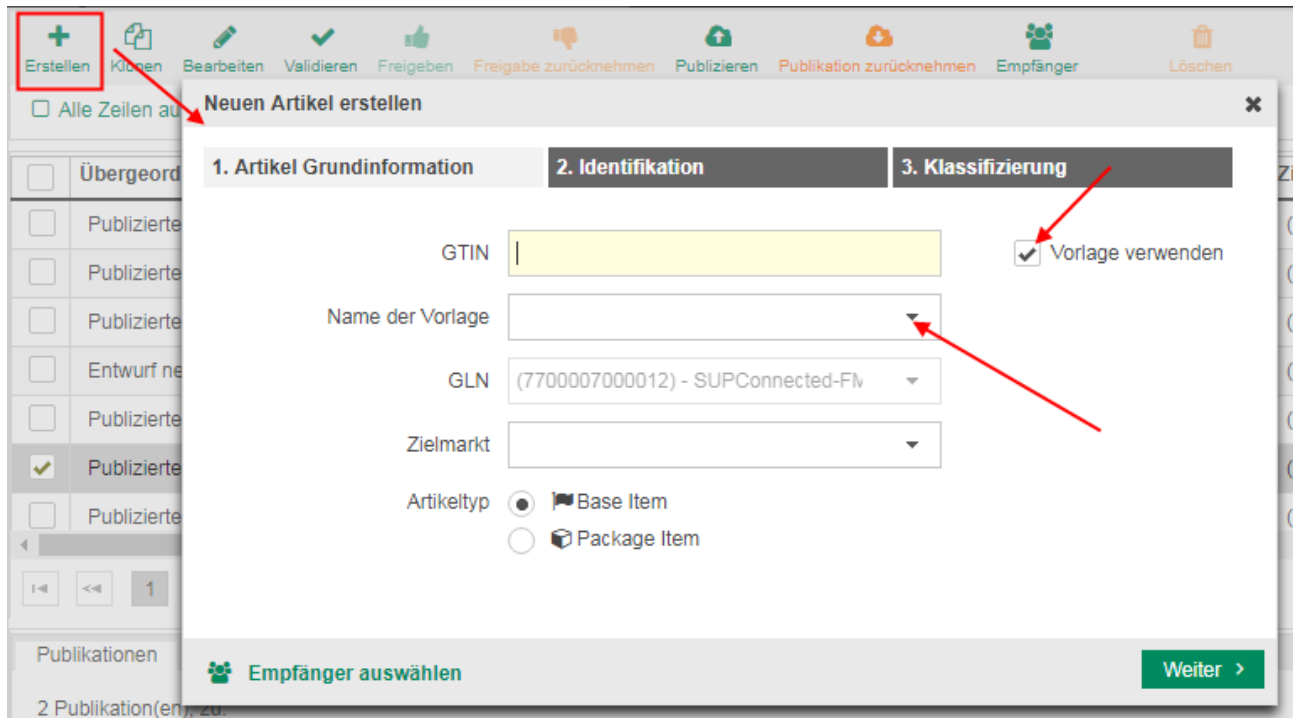 Erstellen Klonen Bearbeiten Validieren Freigeben Freigabe zurücknehmen Publizieren Publikation zurücknehmen Empfänger Löschen
Alle Zeilen au
Neuen Artikel erstellen
Übergeord
1. Artikel Grundinformation 2. Identifikation 3. Klassifizierung
Zi
Publizierte
GTIN
Vorlage verwenden
(
Publizierte
Publizierte
Name der Vorlage
(
Entwurf ne
GLN (7700007000012) - SUPConnected-FM
(
Publizierte
Zielmarkt
(
Publizierte
(
Artikeltyp Base Item
Publizierte
(
Package Item
1
Publikationen
Empfänger auswählen
Weiter >
2 Publikation(en), zu.